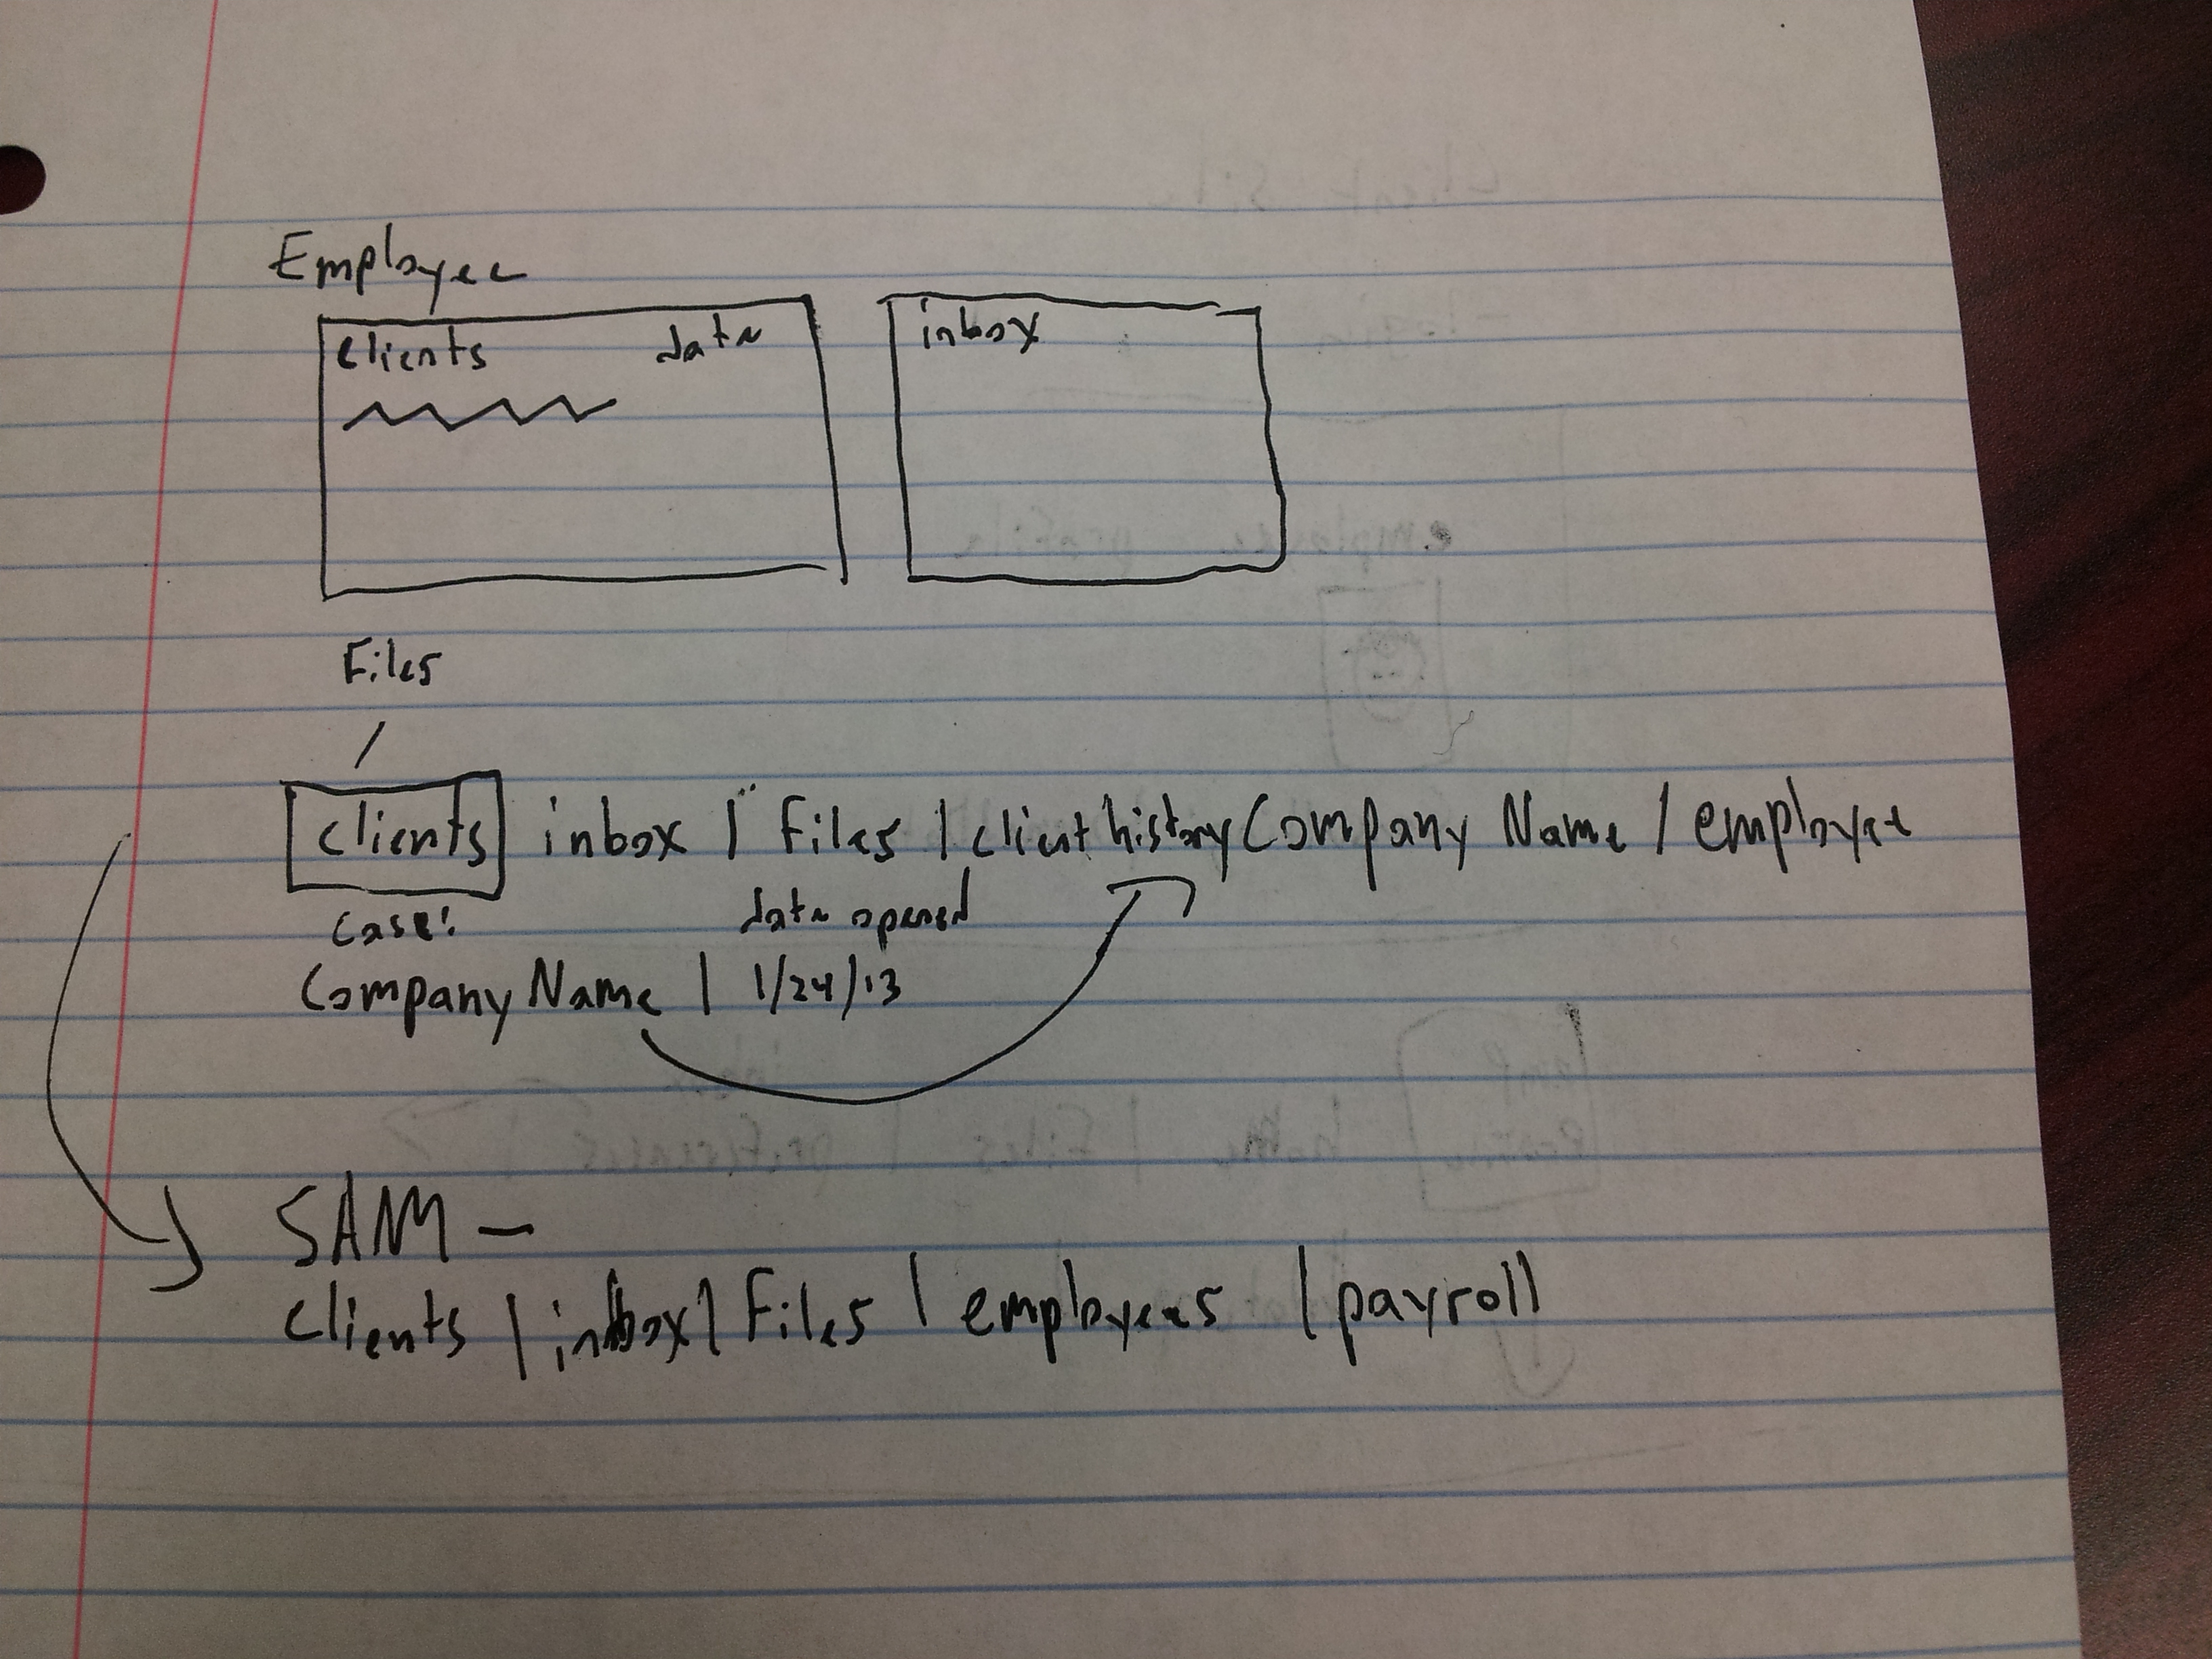 Employee
clients date
inbox
Files
clients inbox | Files | client history Company Name / employee
case: date opened
Company Name | 1/24/13
SAM -
clients | inbox | Files | employees | payroll